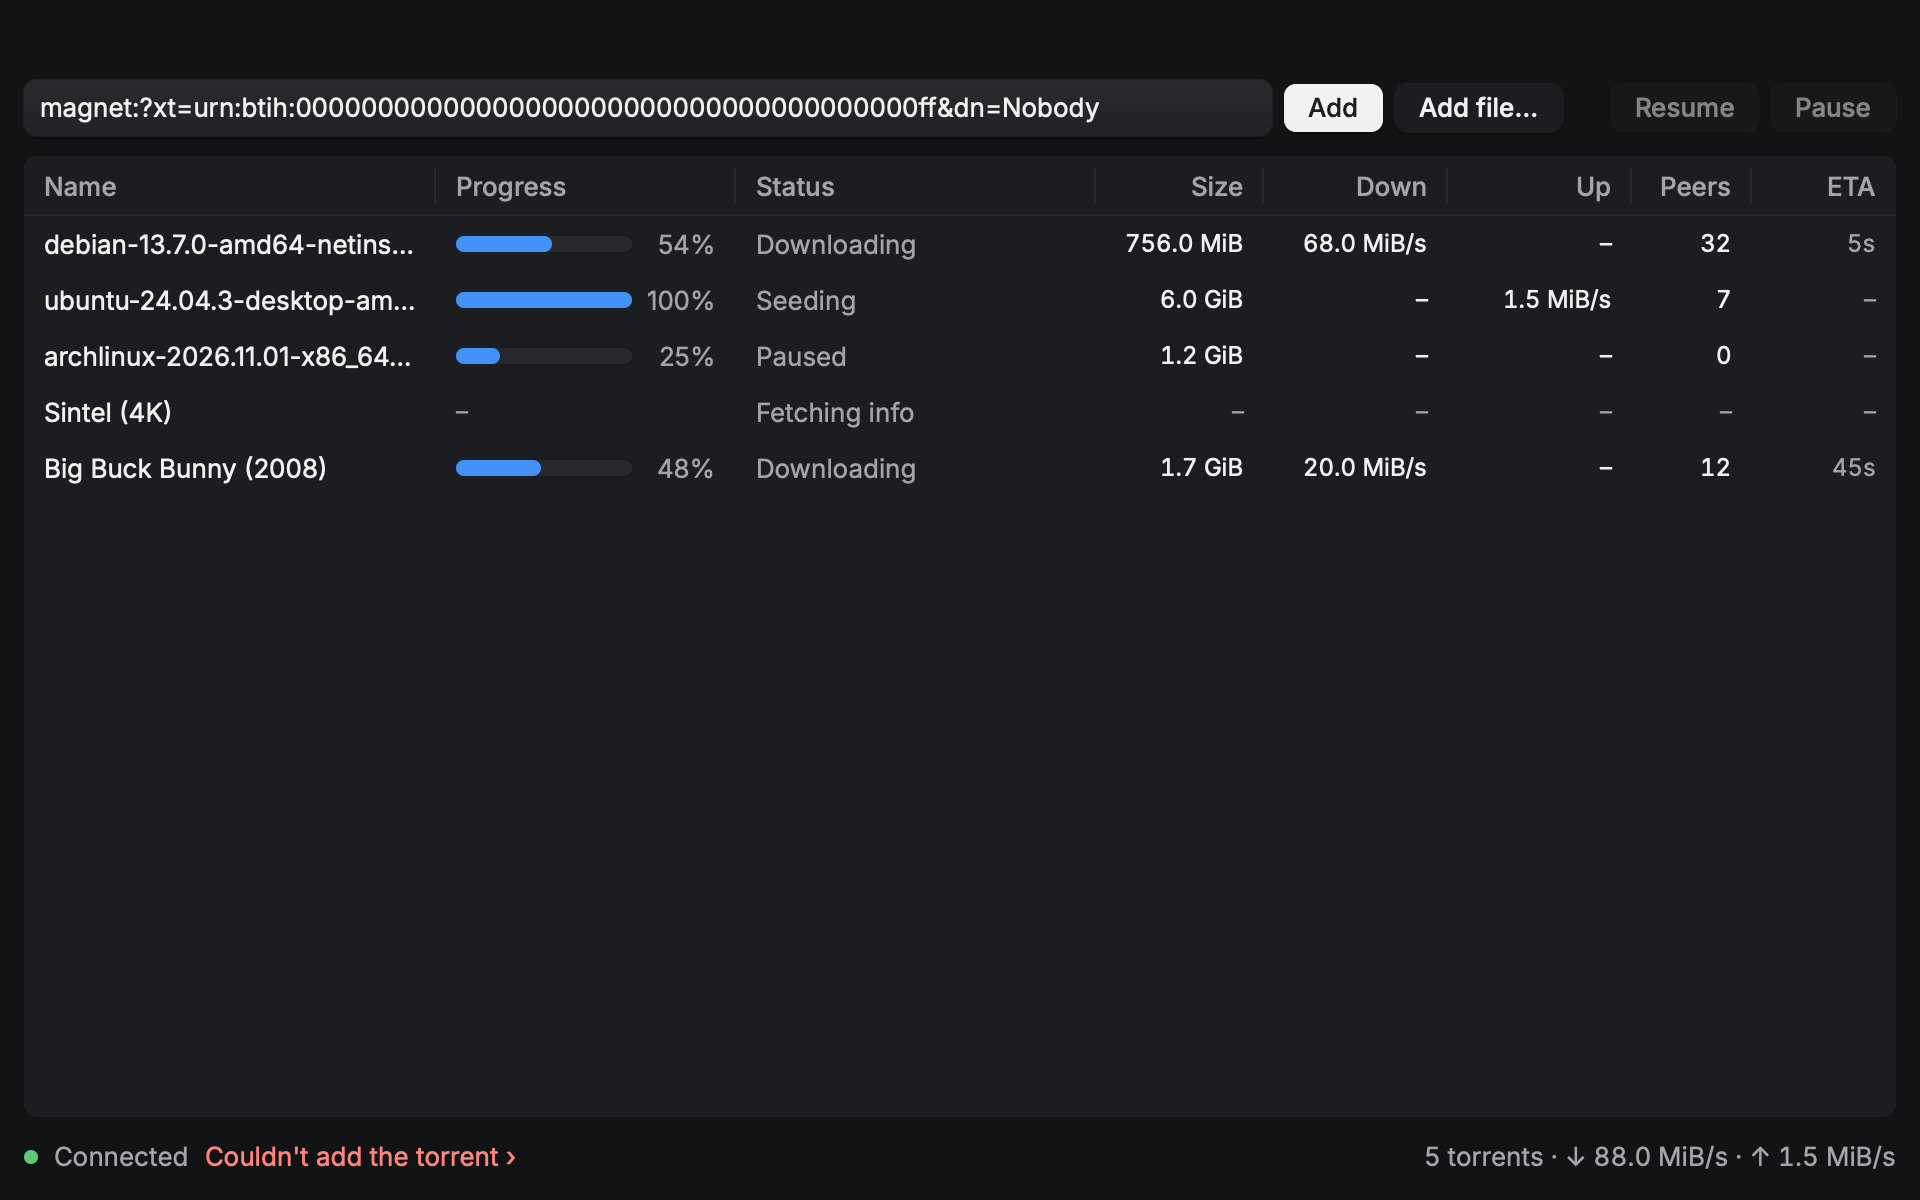 magnet:?xt=urn:btih:00000000000000000000000000000000000000ff&dn=Nobody Add Add file... Resume Pause
Name Progress Status Size Down Up Peers ETA
debian-13.7.0-amd64-netins... 54% Downloading 756.0 MiB 68.0 MiB/s – 32 5s
ubuntu-24.04.3-desktop-am... 100% Seeding 6.0 GiB – 1.5 MiB/s 7 –
archlinux-2026.11.01-x86_64... 25% Paused 1.2 GiB – – 0 –
Sintel (4K) – Fetching info – – – – –
Big Buck Bunny (2008) 48% Downloading 1.7 GiB 20.0 MiB/s – 12 45s
Connected Couldn't add the torrent › 5 torrents · ↓ 88.0 MiB/s · ↑ 1.5 MiB/s